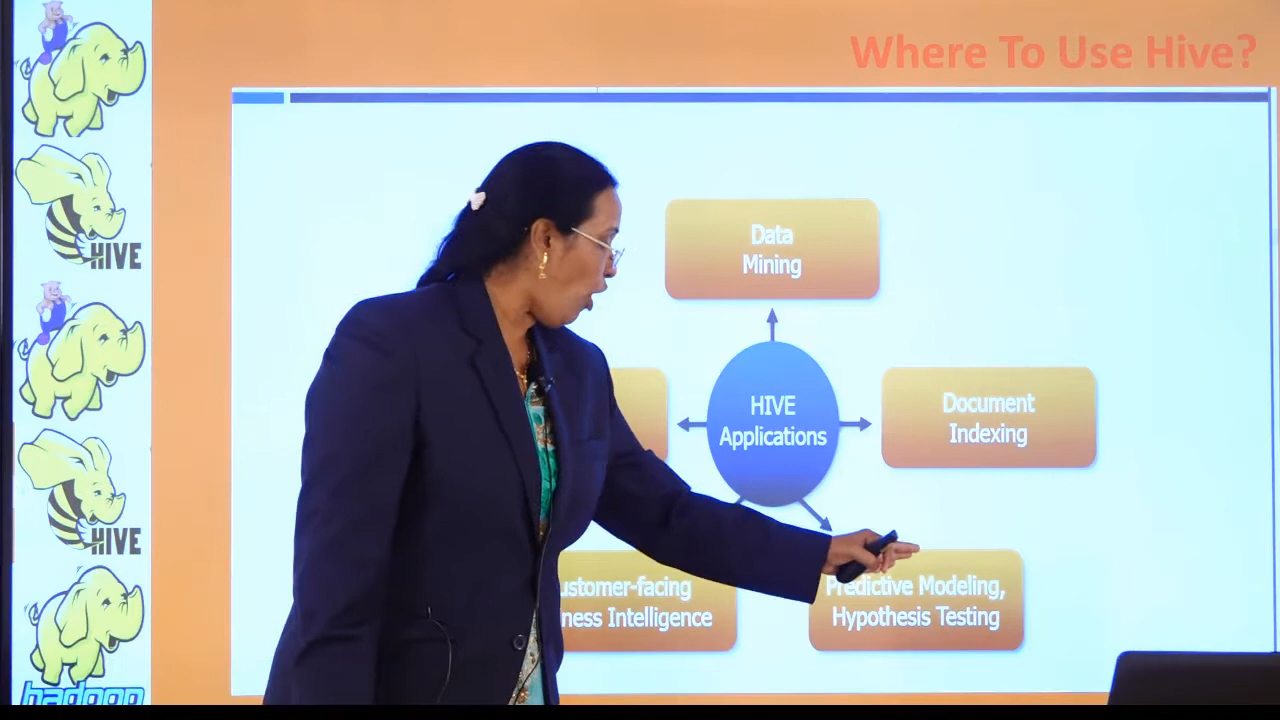 Where To Use Hive?
HIVE
HIVE
hadoop
Data
Mining
HIVE
Applications
Document
Indexing
ustomer-facing
ness Intelligence
Predictive Modeling,
Hypothesis Testing